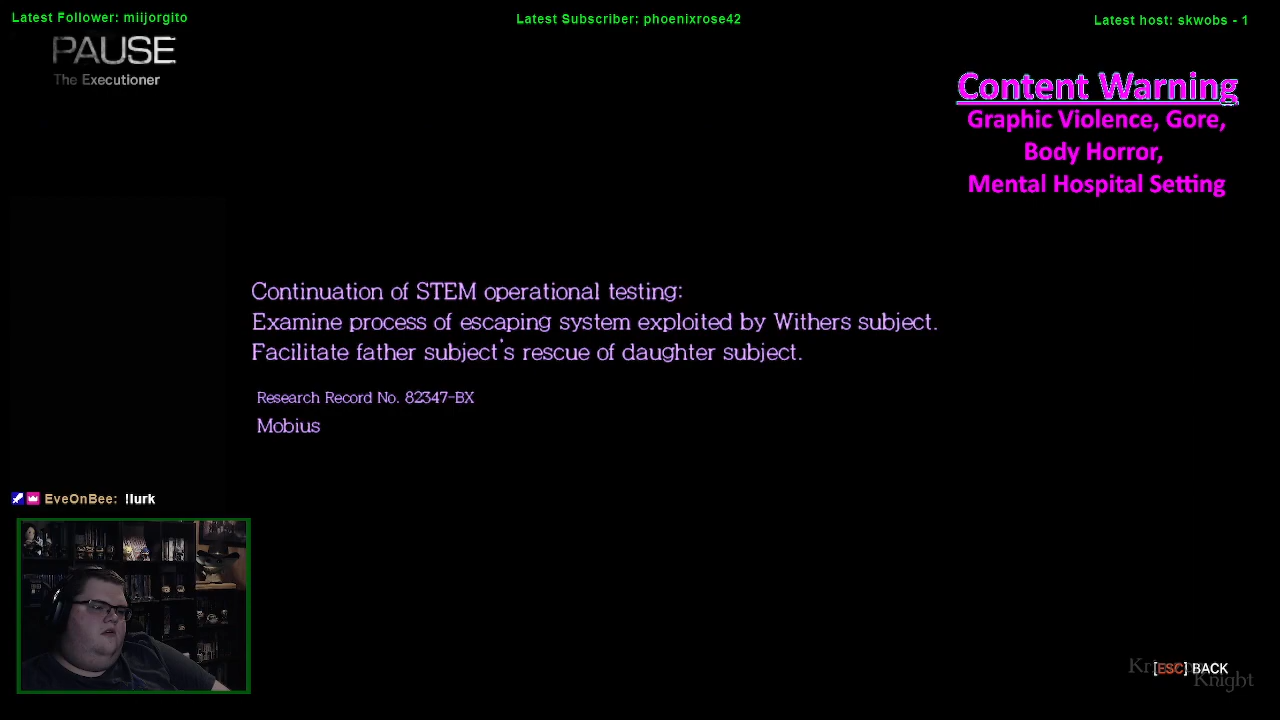 Latest Follower: miijorgito
Latest Subscriber: phoenixrose42
Latest host: skwobs - 1
PAUSE
The Executioner
Content Warning
Graphic Violence, Gore,
Body Horror,
Mental Hospital Setting
Continuation of STEM operational testing:
Examine process of escaping system exploited by Withers subject.
Facilitate father subject's rescue of daughter subject.
Research Record No. 82347-BX
Mobius
EveOnBee: !lurk
[ESC] BACK
Knight